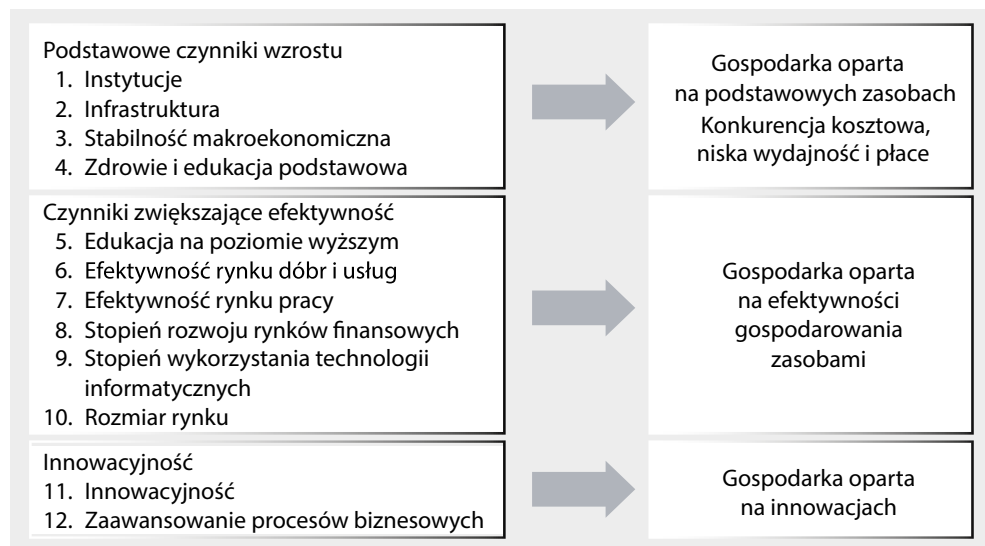 Podstawowe czynniki wzrostu
1. Instytucje
2. Infrastruktura
3. Stabilność makroekonomiczna
4. Zdrowie i edukacja podstawowa
Gospodarka oparta
na podstawowych zasobach
Konkurencja kosztowa,
niska wydajność i płace
Czynniki zwiększające efektywność
5. Edukacja na poziomie wyższym
6. Efektywność rynku dóbr i usług
7. Efektywność rynku pracy
8. Stopień rozwoju rynków finansowych
9. Stopień wykorzystania technologii
informatycznych
10. Rozmiar rynku
Gospodarka oparta
na efektywności
gospodarowania
zasobami
Innowacyjność
11. Innowacyjność
12. Zaawansowanie procesów biznesowych
Gospodarka oparta
na innowacjach